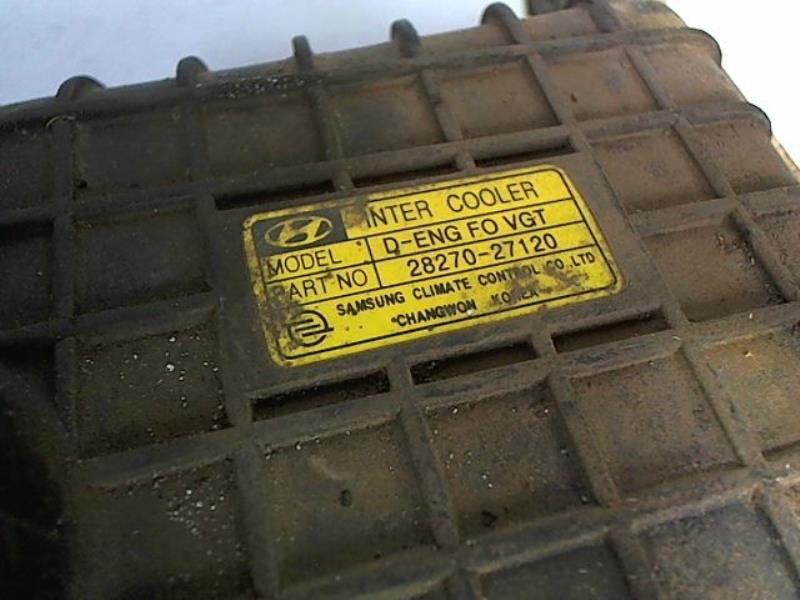 INTER COOLER
MODEL D-ENG FO VGT
PART NO 28270-27120
SAMSUNG CLIMATE CONTROL CO.,LTD
CHANGWON KOREA